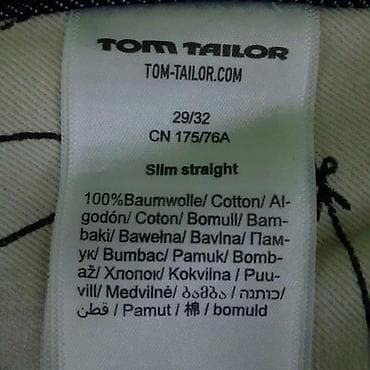 TOM TAILOR
TOM-TAILOR.COM
29/32
CN 175/76A
Slim straight
100%Baumwolle/ Cotton/ Al-
godón/ Coton/ Bomull/ Bam-
baki/ Bawełna/ Bavlna/ Пам-
ук/ Bumbac/ Pamuk/ Bomb-
až/ Хлопок/ Kokvilna / Puu-
vill/ Medvilnė/ ბამბა / כותנה/
قطن / Pamut / 棉/ bomuld